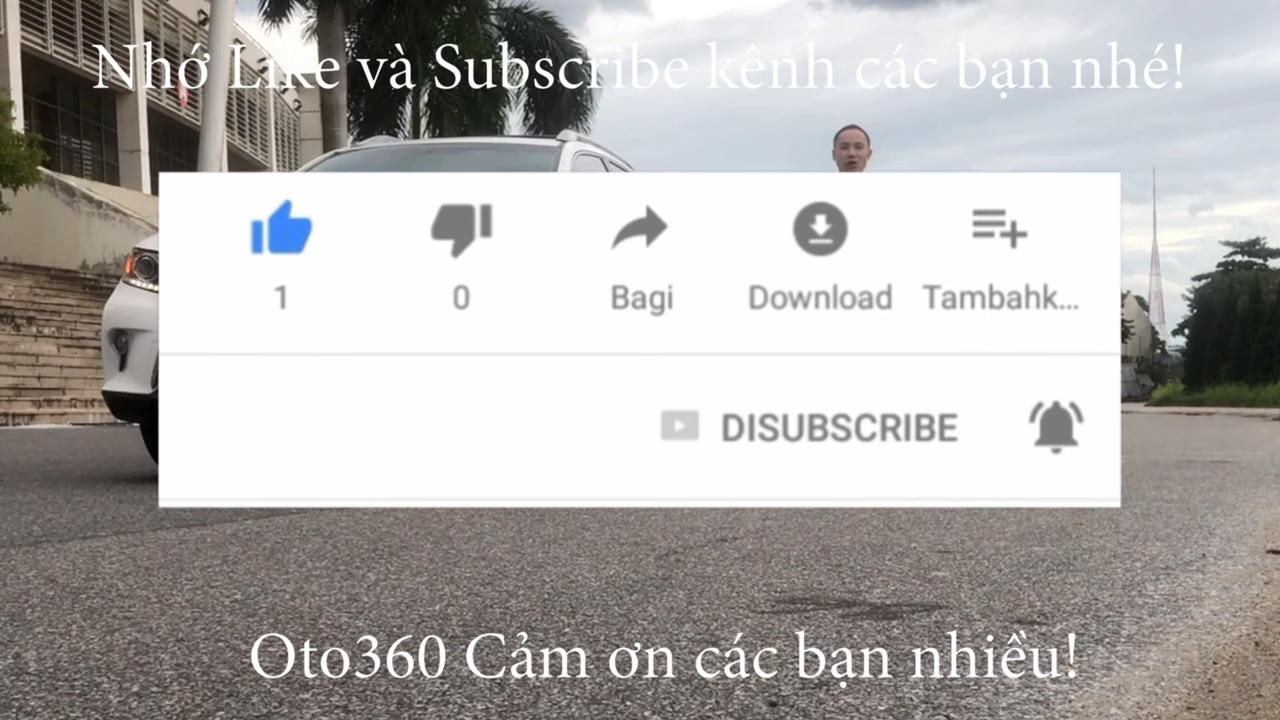 Nhớ Like và Subscribe kênh các bạn nhé!
1 0 Bagi Download Tambahk...
DISUBSCRIBE
Oto360 Cảm ơn các bạn nhiều!